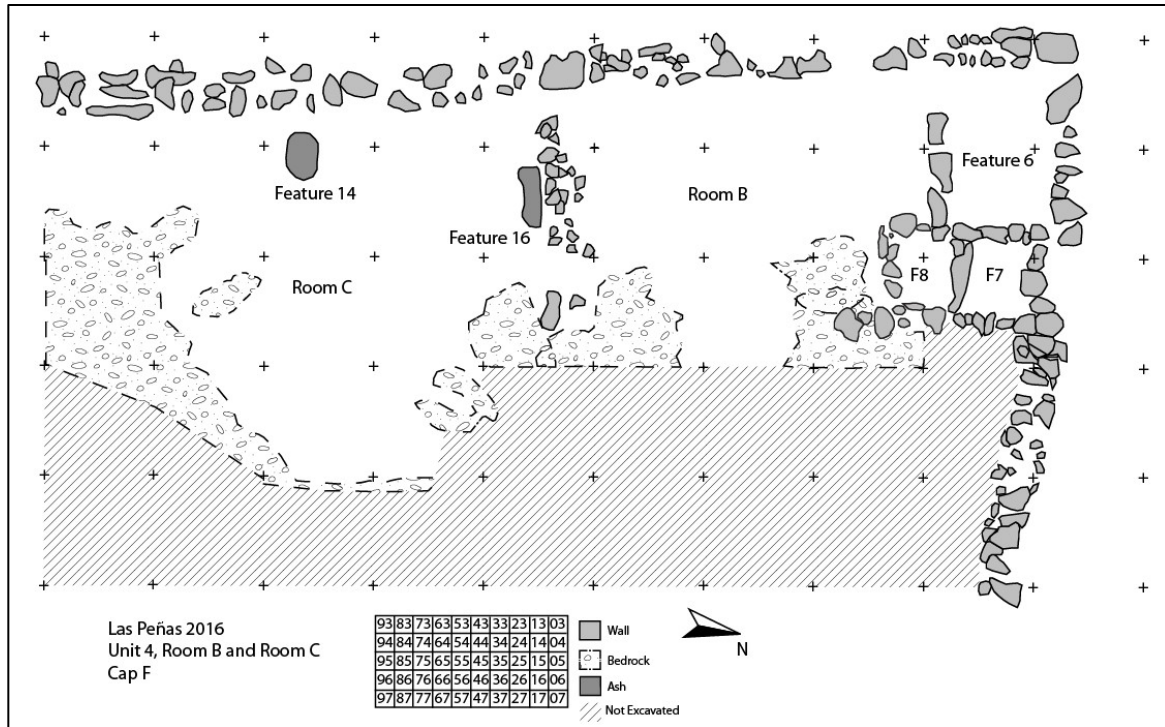 Feature 6
Feature 14
Room B
Feature 16
F8
F7
Room C
Las Peñas 2016
Unit 4, Room B and Room C
Cap F
93 83 73 63 53 43 33 23 13 03
94 84 74 64 54 44 34 24 14 04
95 85 75 65 55 45 35 25 15 05
96 86 76 66 56 46 36 26 16 06
97 87 77 67 57 47 37 27 17 07
Wall
Bedrock
Ash
Not Excavated
N